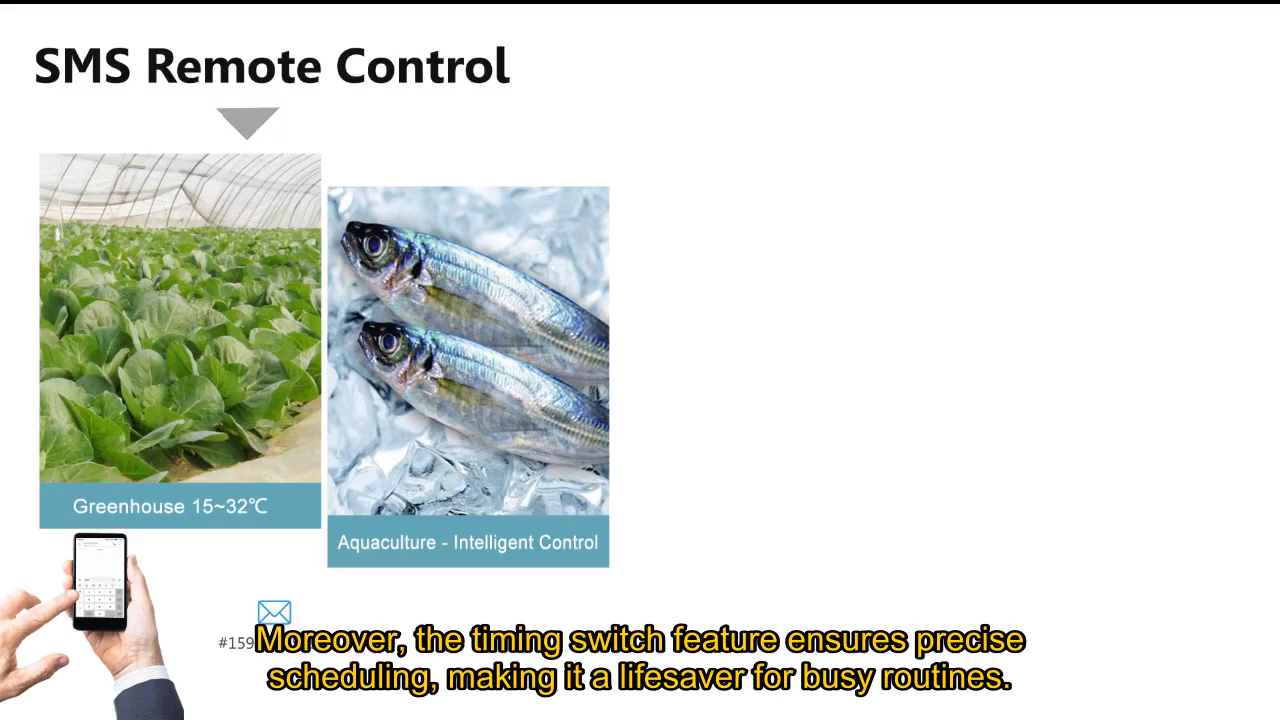 SMS Remote Control
Greenhouse 15~32℃
Aquaculture - Intelligent Control
#159
Moreover, the timing switch feature ensures precise
scheduling, making it a lifesaver for busy routines.